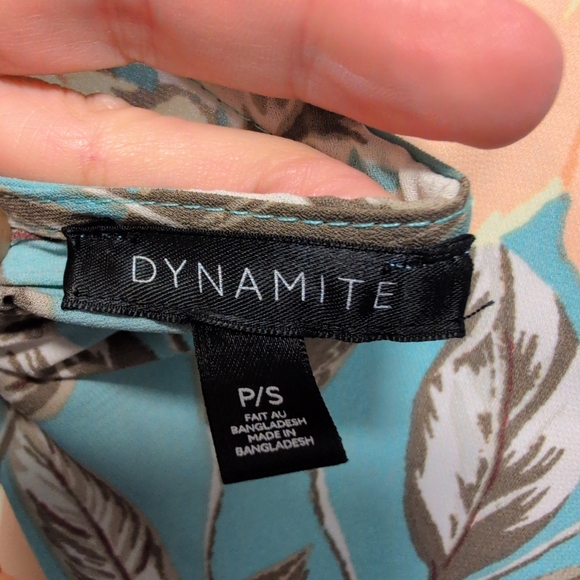 DYNAMITE
P/S
FAIT AU
BANGLADESH
MADE IN
BANGLADESH